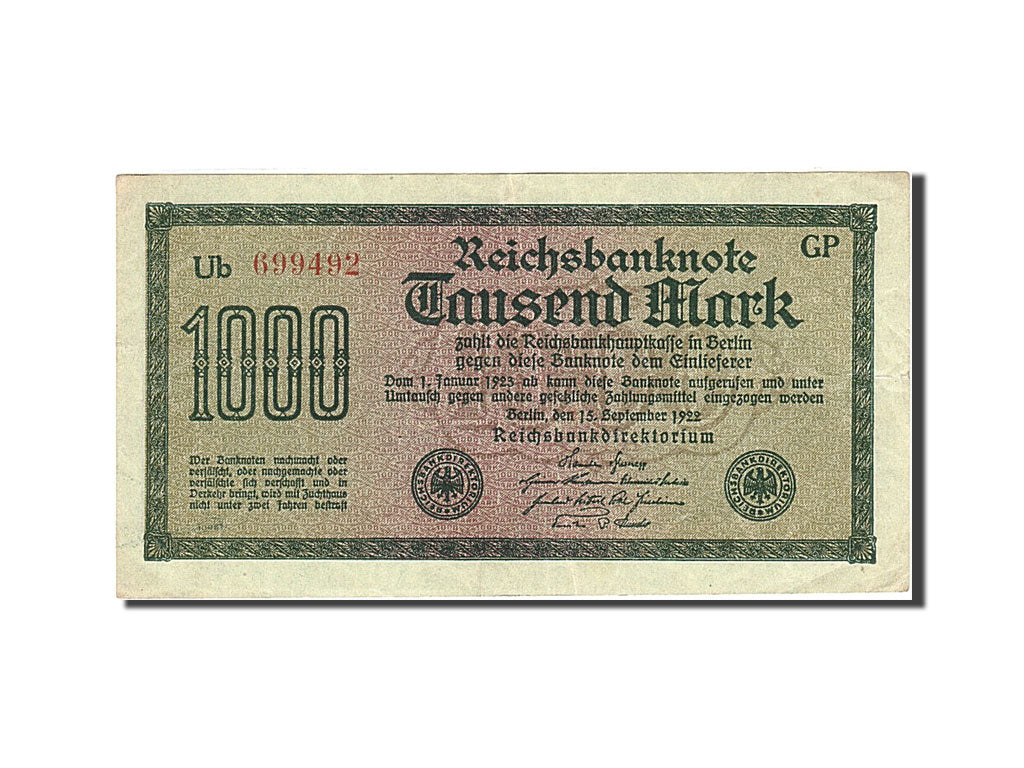 Ub 699492
GP
1000
Reichsbanknote
Tausend Mark
zahlt die Reichsbankhauptkasse in Berlin
gegen diese Banknote dem Einlieferer
Vom 1. Januar 1923 ab kann diese Banknote aufgerufen und unter
Umtausch gegen andere gesetzliche Zahlungsmittel eingezogen werden
Berlin, den 15. September 1922
Reichsbankdirektorium
Wer Banknoten nachmacht oder
verfälscht, oder nachgemachte oder
verfälschte sich verschafft und in
Verkehr bringt, wird mit Zuchthaus
nicht unter zwei Jahren bestraft
REICHSBANKDIREKTORIUM
REICHSBANKDIREKTORIUM